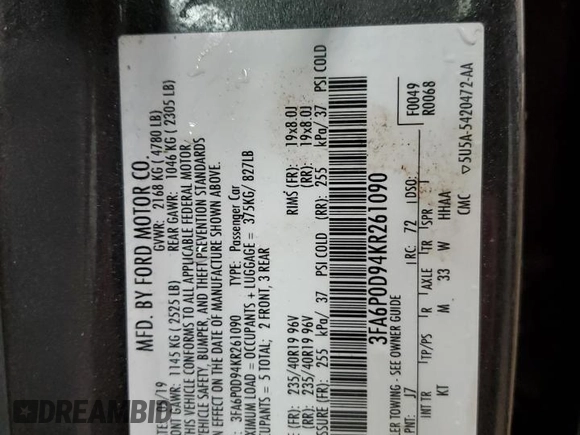 MFD. BY FORD MOTOR CO.
GVWR: 2168 KG ( 4780 LB)
1145 KG ( 2525 LB) REAR GAWR: 1046 KG ( 2305 LB)
THIS VEHICLE CONFORMS TO ALL APPLICABLE FEDERAL MOTOR
VEHICLE SAFETY, BUMPER, AND THEFT PREVENTION STANDARDS
EFFECT ON THE DATE OF MANUFACTURE SHOWN ABOVE.
3FA6P0D94KR261090 TYPE: Passenger Car
LOAD = OCCUPANTS + LUGGAGE = 375KG/ 827LB
= 5 TOTAL; 2 FRONT, 3 REAR
(FR): 235/40R19 96V RIMS (FR): 19x8.0J
(RR): 235/40R19 96V (RR): 19x8.0J
(FR): 255 kPa/ 37 PSI COLD (RR): 255 kPa/ 37 PSI COLD
3FA6P0D94KR261090
TOWING - SEE OWNER GUIDE
F0049
R0068
J7 RC: 72 DSO:
INTTR TP/PS R AXLE TR SPR
KT M 33 W HHAA
CMC ▽5U5A-5420472-AA
DREAMBID